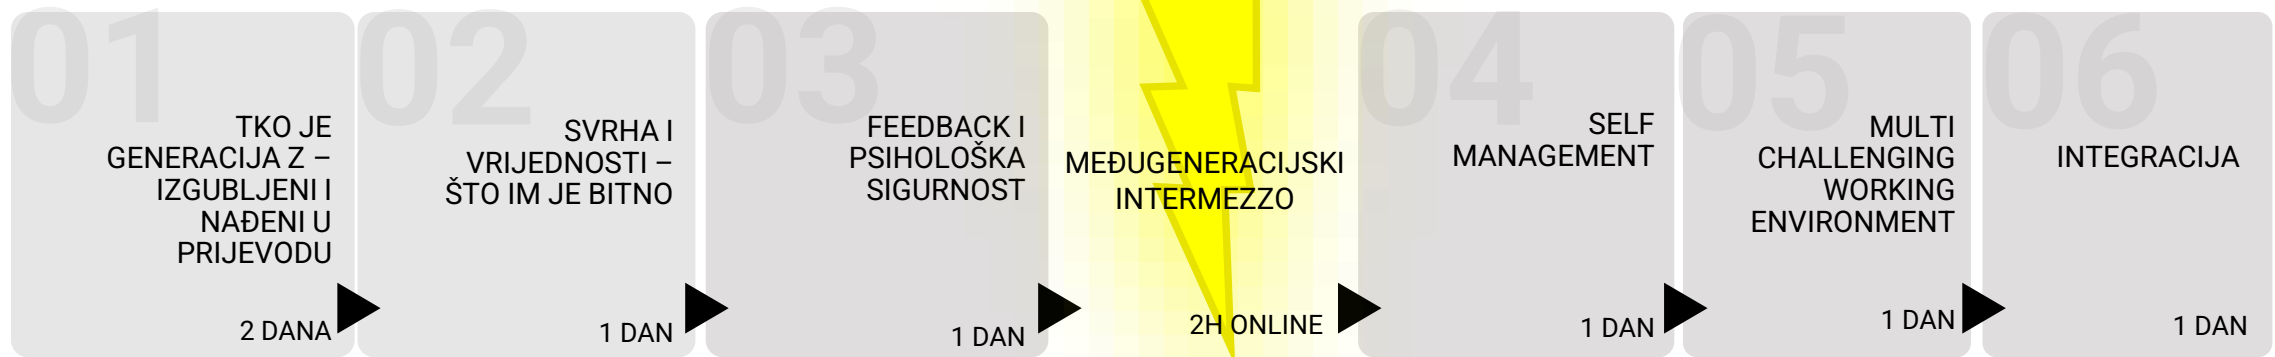 01
TKO JE
GENERACIJA Z –
IZGUBLJENI I
NAĐENI U
PRIJEVODU
2 DANA
02
SVRHA I
VRIJEDNOSTI –
ŠTO IM JE BITNO
1 DAN
03
FEEDBACK I
PSIHOLOŠKA
SIGURNOST
1 DAN
MEĐUGENERACIJSKI
INTERMEZZO
2H ONLINE
04
SELF
MANAGEMENT
1 DAN
05
MULTI
CHALLENGING
WORKING
ENVIRONMENT
1 DAN
06
INTEGRACIJA
1 DAN